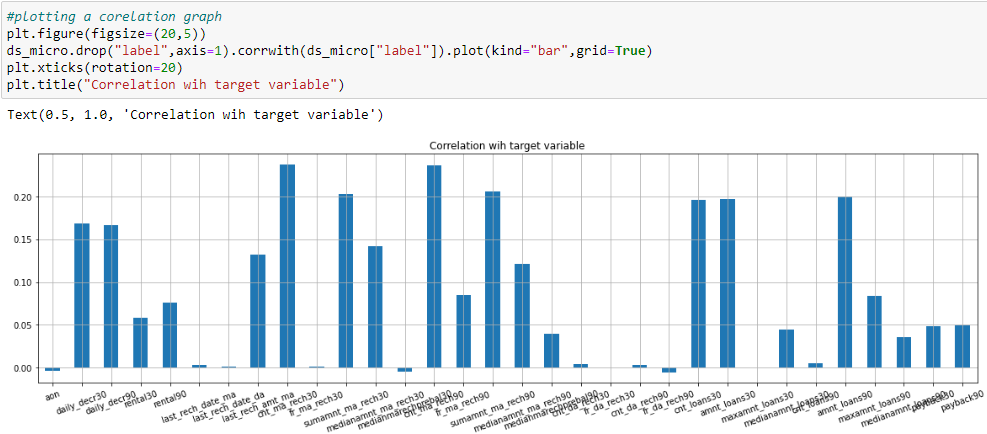 #plotting a corelation graph
plt.figure(figsize=(20,5))
ds_micro.drop("label",axis=1).corrwith(ds_micro["label"]).plot(kind="bar",grid=True)
plt.xticks(rotation=20)
plt.title("Correlation wih target variable")
Text(0.5, 1.0, 'Correlation wih target variable')
Correlation wih target variable
0.20
0.15
0.10
0.05
0.00
aon
daily_decr30
daily_decr90
rental30
rental90
last_rech_date_ma
last_rech_date_da
last_rech_amt_ma
cnt_ma_rech30
fr_ma_rech30
sumamnt_ma_rech30
medianamnt_ma_rech30
medianmarechprebal30
cnt_ma_rech90
fr_ma_rech90
sumamnt_ma_rech90
medianamnt_ma_rech90
medianmarechprebal90
cnt_da_rech30
fr_da_rech30
cnt_da_rech90
fr_da_rech90
cnt_loans30
amnt_loans30
maxamnt_loans30
medianamnt_loans30
cnt_loans90
amnt_loans90
maxamnt_loans90
medianamnt_loans90
payback30
payback90